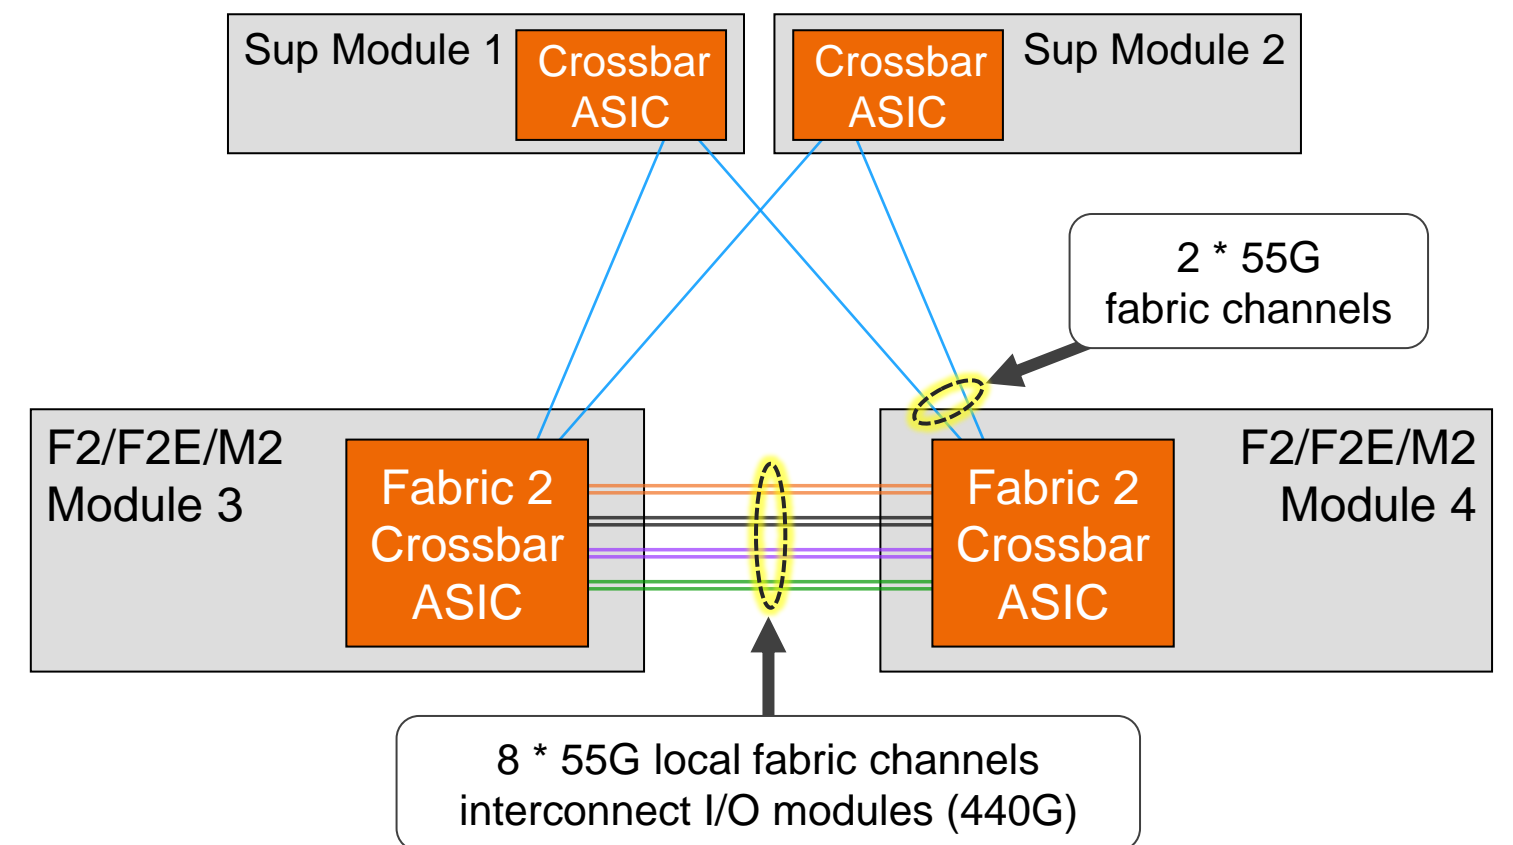 Sup Module 1
Crossbar
ASIC
Crossbar
ASIC
Sup Module 2
2 * 55G
fabric channels
F2/F2E/M2
Module 3
Fabric 2
Crossbar
ASIC
Fabric 2
Crossbar
ASIC
F2/F2E/M2
Module 4
8 * 55G local fabric channels
interconnect I/O modules (440G)